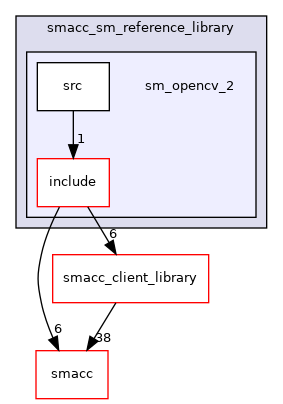 smacc_sm_reference_library
src
sm_opencv_2
1
include
6
smacc_client_library
6
38
smacc